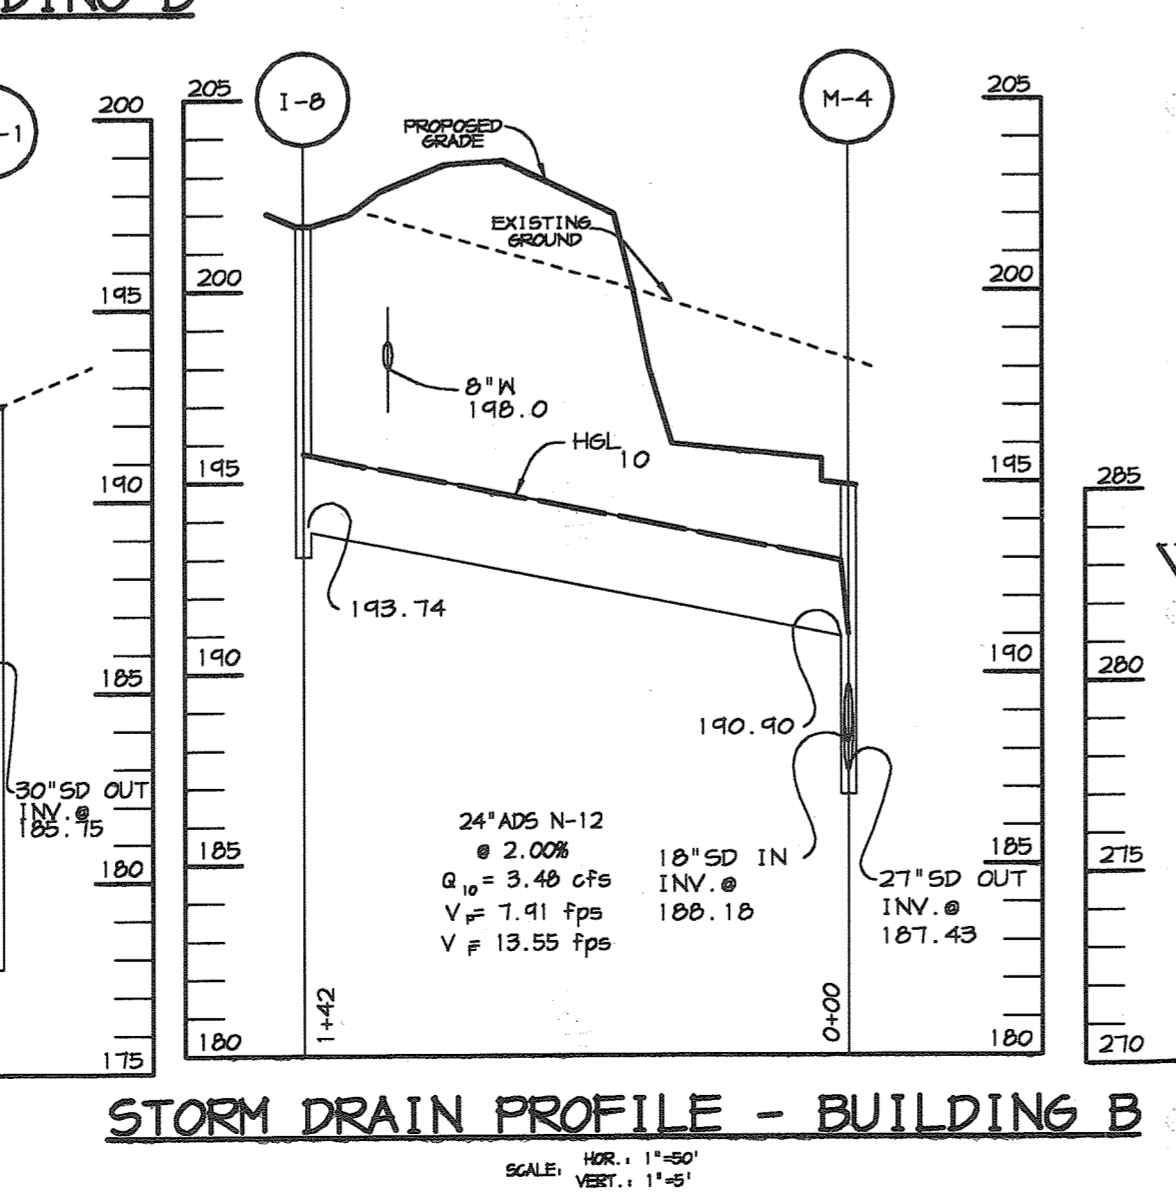 200
195
190
185
180
175
-1
30"SD OUT
INV.@
185.75
205
200
195
190
185
180
I-8
M-4
PROPOSED
GRADE
EXISTING
GROUND
8"W
198.0
HGL 10
193.74
190.90
24"ADS N-12
@ 2.00%
Q10 = 3.48 cfs
VP= 7.91 fps
VF= 13.55 fps
18"SD IN
INV.@
188.18
27"SD OUT
INV.@
187.43
1+42
0+00
205
200
195
190
185
180
285
280
275
270
STORM DRAIN PROFILE - BUILDING B
SCALE: HOR.: 1"=50'
VERT.: 1"=5'